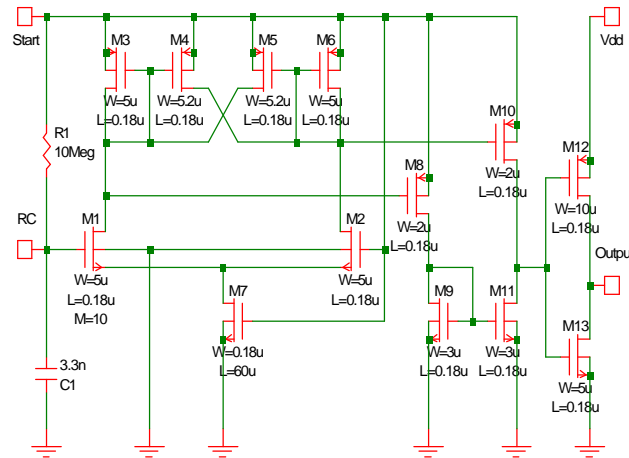 Start
Vdd
M3
M4
M5
M6
W=5u
L=0.18u
W=5.2u
L=0.18u
W=5.2u
L=0.18u
W=5u
L=0.18u
R1
10Meg
M10
W=2u
L=0.18u
M12
W=10u
L=0.18u
M8
W=2u
L=0.18u
RC
M1
W=5u
L=0.18u
M=10
M2
W=5u
L=0.18u
Output
M7
W=0.18u
L=60u
M9
W=3u
L=0.18u
M11
W=3u
L=0.18u
M13
W=5u
L=0.18u
3.3n
C1